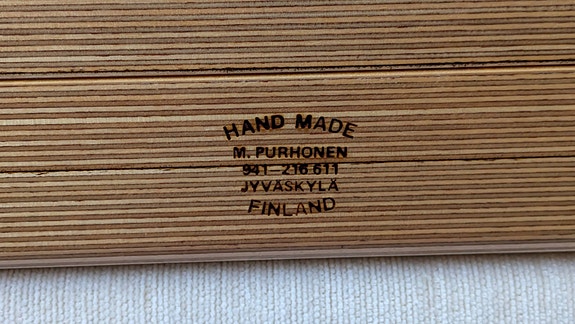 HAND MADE
M. PURHONEN
941-216 611
JYVÄSKYLÄ
FINLAND